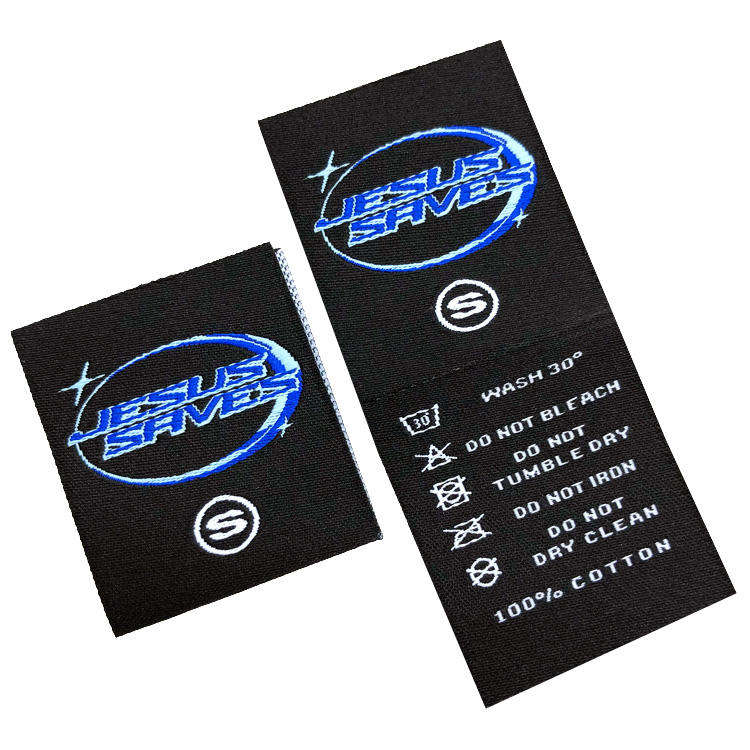 JESUS
SAVES
S
JESUS
SAVES
S
WASH 30°
30
DO NOT BLEACH
DO NOT
TUMBLE DRY
DO NOT IRON
DO NOT
DRY CLEAN
100% COTTON